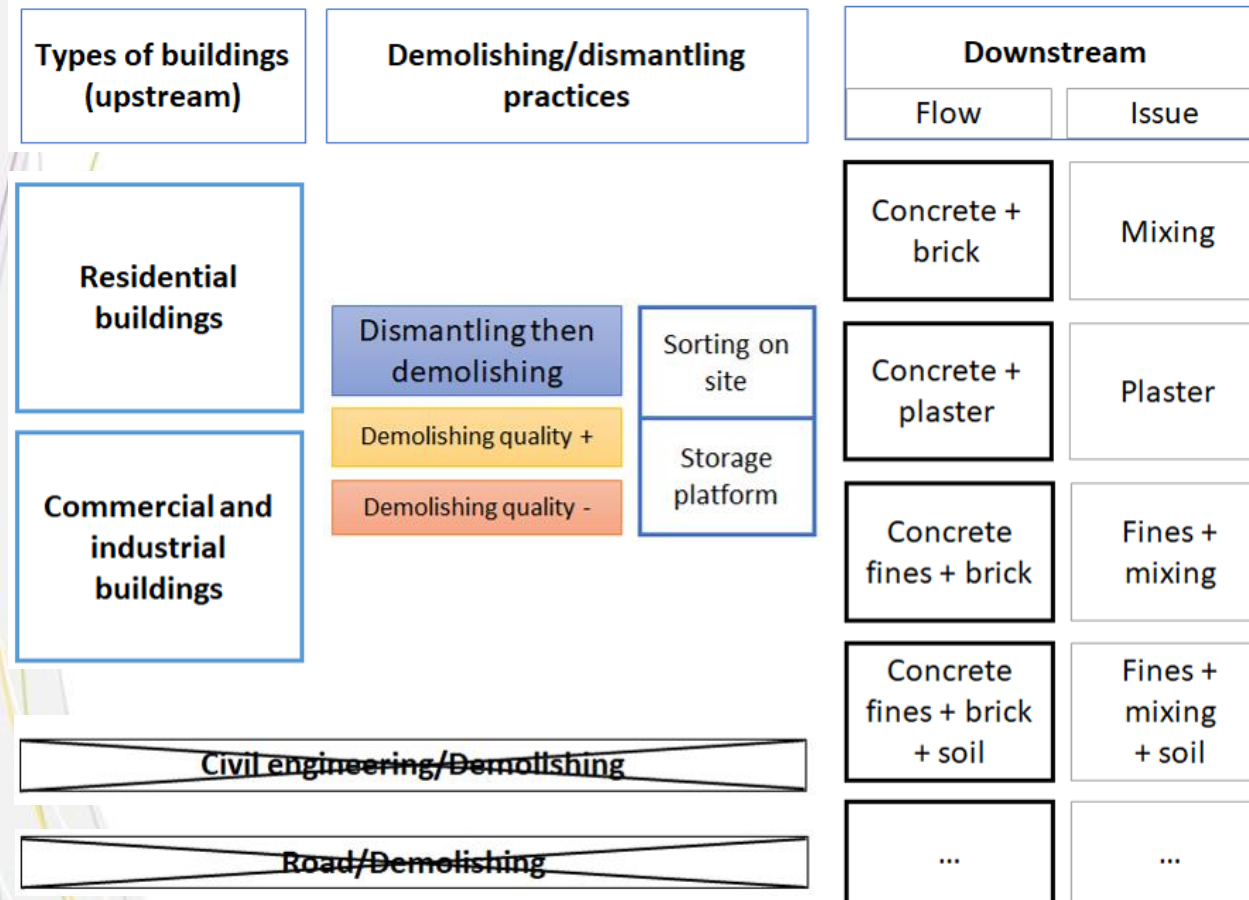 Types of buildings
(upstream)
Demolishing/dismantling
practices
Downstream
Flow
Issue
Residential
buildings
Commercial and
industrial
buildings
Dismantling then
demolishing
Demolishing quality +
Demolishing quality -
Sorting on
site
Storage
platform
Concrete +
brick
Mixing
Concrete +
plaster
Plaster
Concrete
fines + brick
Fines +
mixing
Concrete
fines + brick
+ soil
Fines +
mixing
+ soil
...
...
Civil engineering/Demolishing
Road/Demolishing